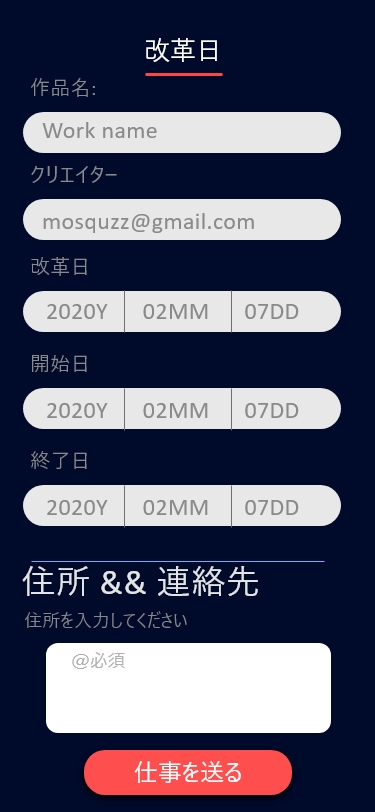 改革日
作品名:
Work name
クリエイター
mosquzz@gmail.com
改革日
2020Y 02MM 07DD
開始日
2020Y 02MM 07DD
終了日
2020Y 02MM 07DD
住所 && 連絡先
住所を入力してください
@必須
仕事を送る